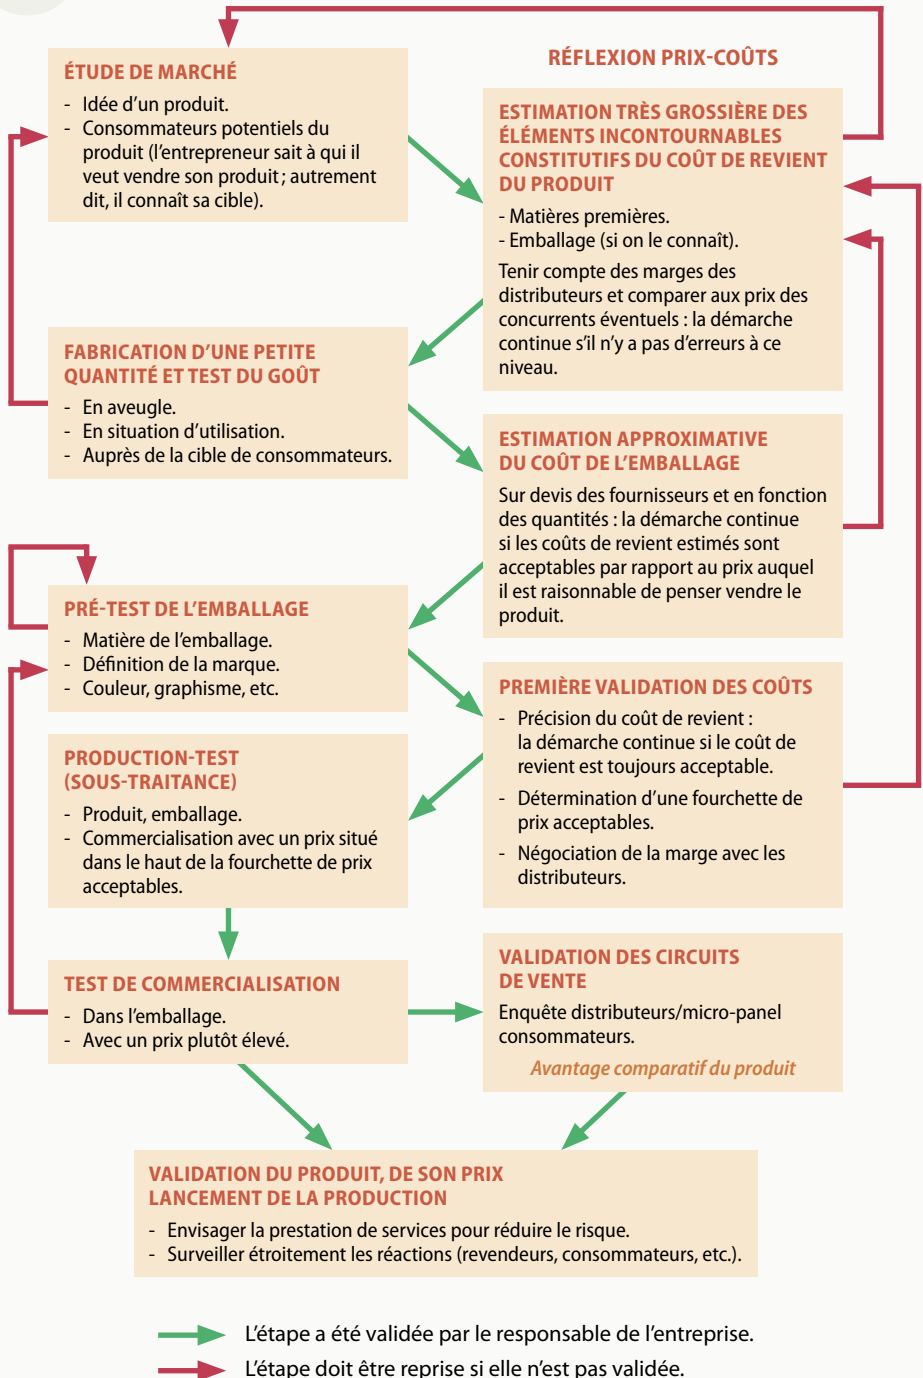 ÉTUDE DE MARCHÉ
- Idée d'un produit.
- Consommateurs potentiels du
produit (l'entrepreneur sait à qui il
veut vendre son produit ; autrement
dit, il connaît sa cible).
RÉFLEXION PRIX-COÛTS
ESTIMATION TRÈS GROSSIÈRE DES
ÉLÉMENTS INCONTOURNABLES
CONSTITUTIFS DU COÛT DE REVIENT
DU PRODUIT
- Matières premières.
- Emballage (si on le connaît).
Tenir compte des marges des
distributeurs et comparer aux prix des
concurrents éventuels : la démarche
continue s'il n'y a pas d'erreurs à ce
niveau.
FABRICATION D'UNE PETITE
QUANTITÉ ET TEST DU GOÛT
- En aveugle.
- En situation d'utilisation.
- Auprès de la cible de consommateurs.
ESTIMATION APPROXIMATIVE
DU COÛT DE L'EMBALLAGE
Sur devis des fournisseurs et en fonction
des quantités : la démarche continue
si les coûts de revient estimés sont
acceptables par rapport au prix auquel
il est raisonnable de penser vendre le
produit.
PRÉ-TEST DE L'EMBALLAGE
- Matière de l'emballage.
- Définition de la marque.
- Couleur, graphisme, etc.
PREMIÈRE VALIDATION DES COÛTS
- Précision du coût de revient :
la démarche continue si le coût de
revient est toujours acceptable.
- Détermination d'une fourchette de
prix acceptables.
- Négociation de la marge avec les
distributeurs.
PRODUCTION-TEST
(SOUS-TRAITANCE)
- Produit, emballage.
- Commercialisation avec un prix situé
dans le haut de la fourchette de prix
acceptables.
TEST DE COMMERCIALISATION
- Dans l'emballage.
- Avec un prix plutôt élevé.
VALIDATION DES CIRCUITS
DE VENTE
Enquête distributeurs/micro-panel
consommateurs.
Avantage comparatif du produit
VALIDATION DU PRODUIT, DE SON PRIX
LANCEMENT DE LA PRODUCTION
- Envisager la prestation de services pour réduire le risque.
- Surveiller étroitement les réactions (revendeurs, consommateurs, etc.).
L'étape a été validée par le responsable de l'entreprise.
L'étape doit être reprise si elle n'est pas validée.